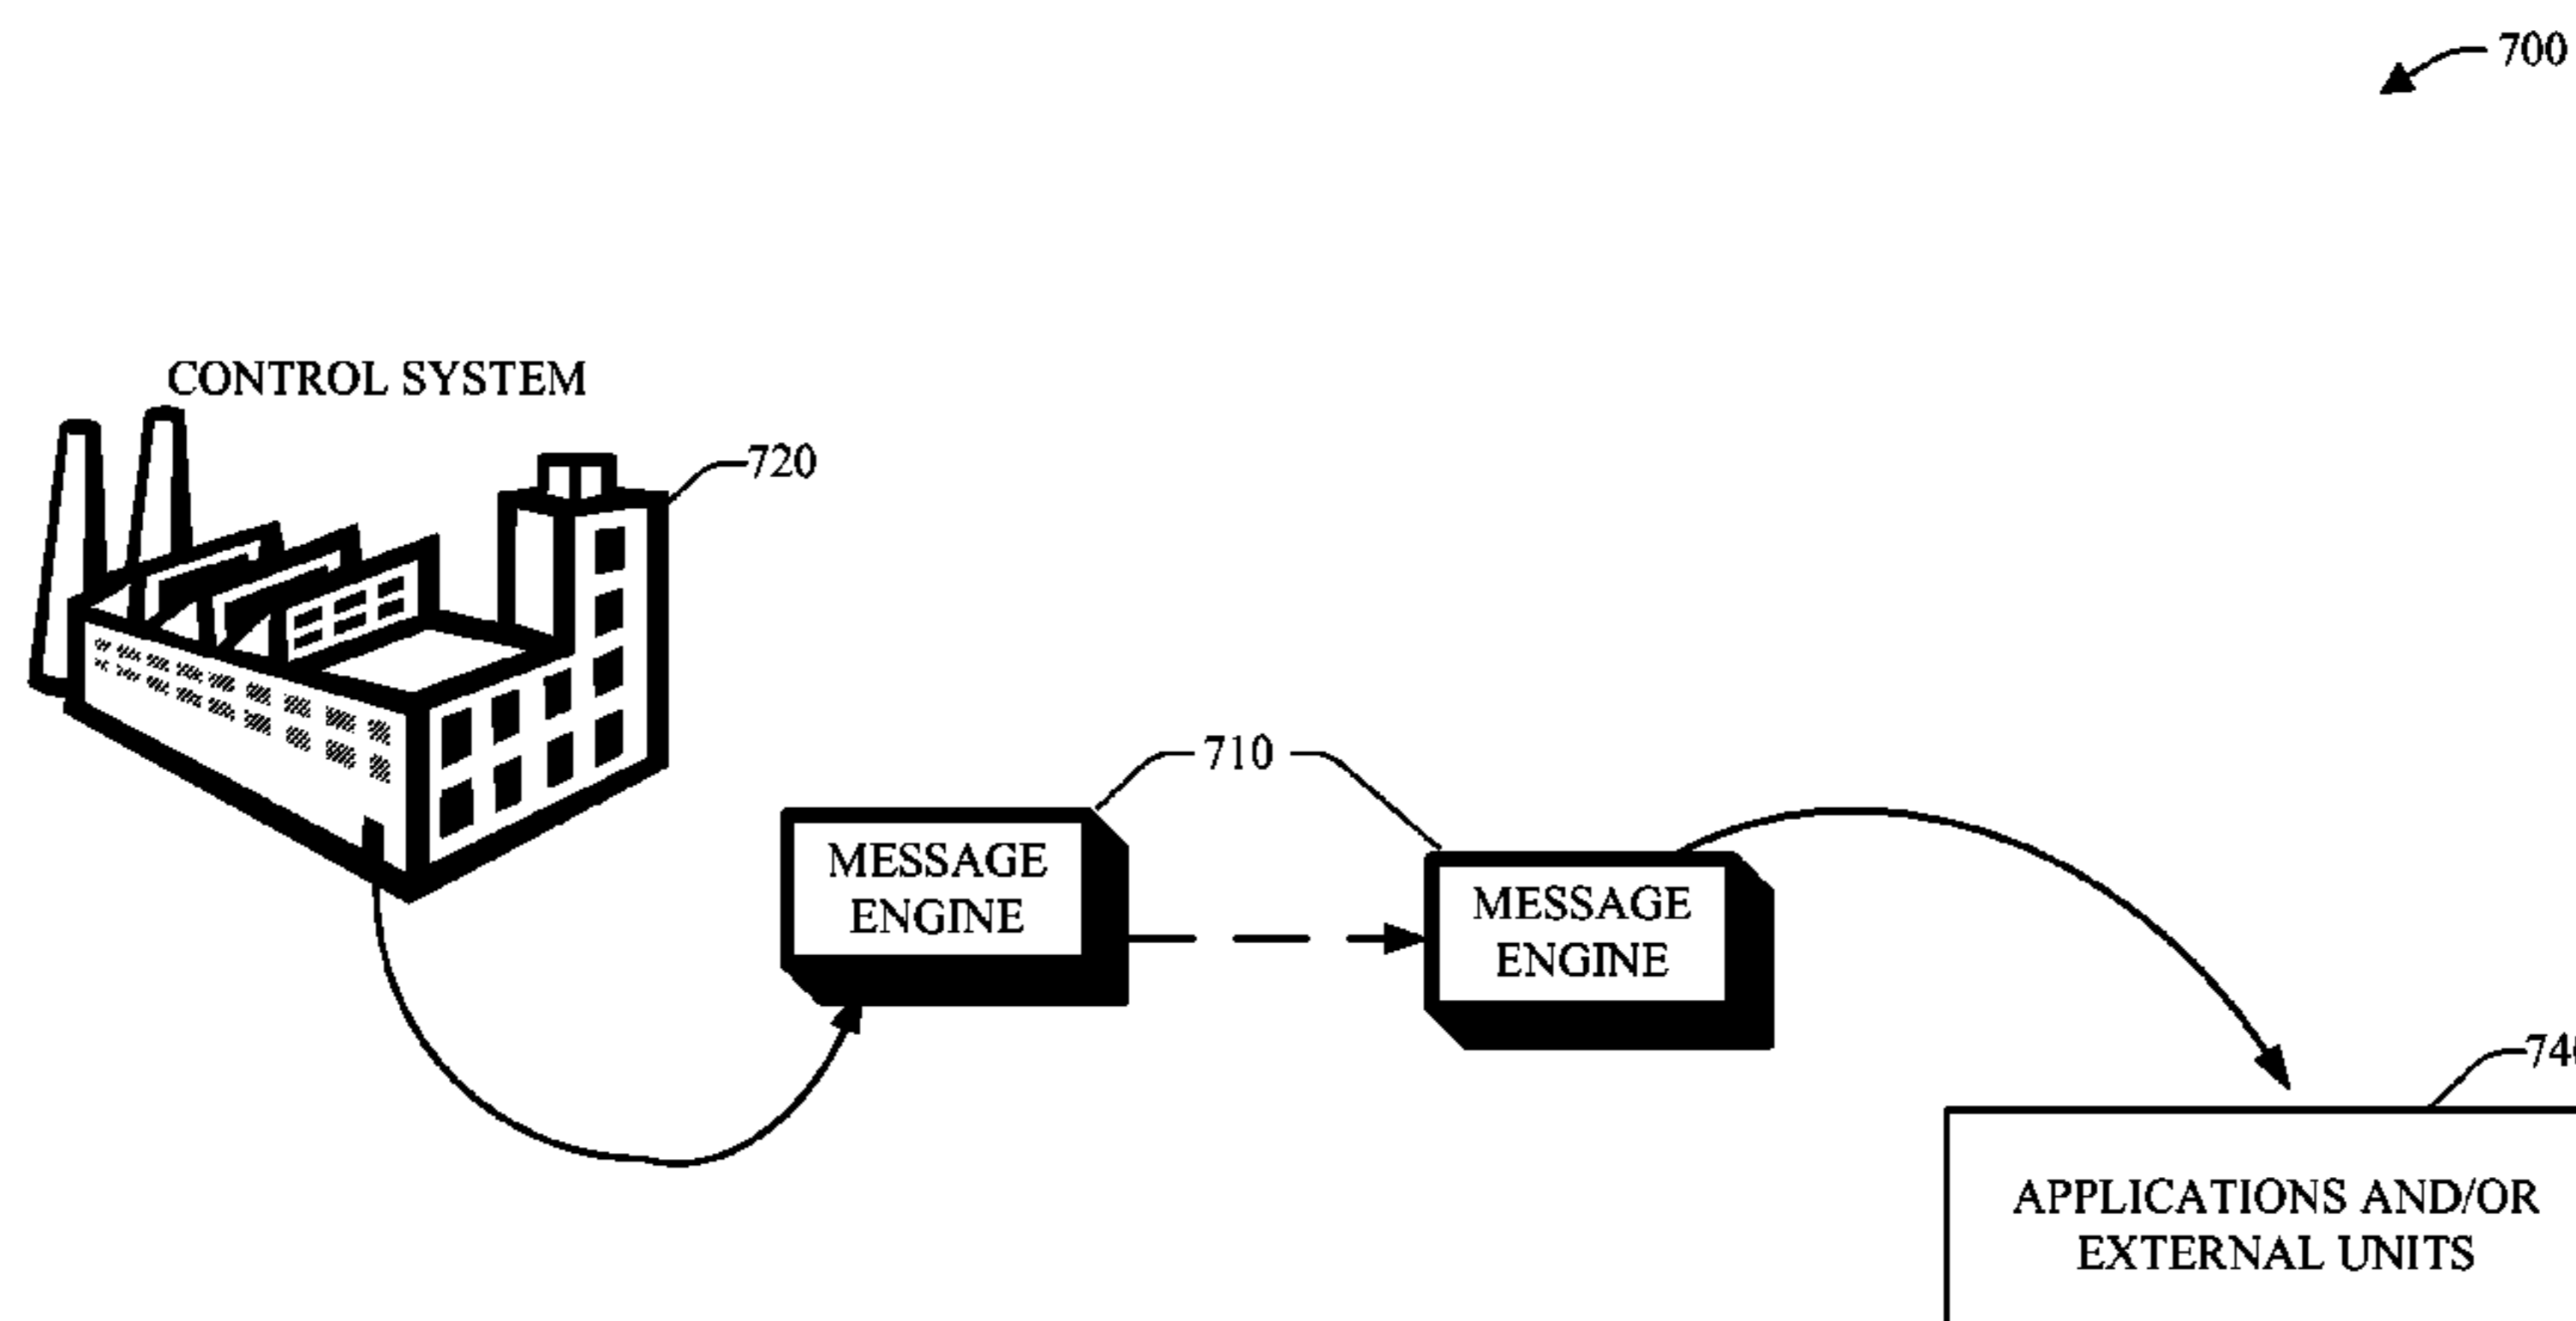 700
CONTROL SYSTEM
720
710
MESSAGE
ENGINE
MESSAGE
ENGINE
APPLICATIONS AND/OR
EXTERNAL UNITS